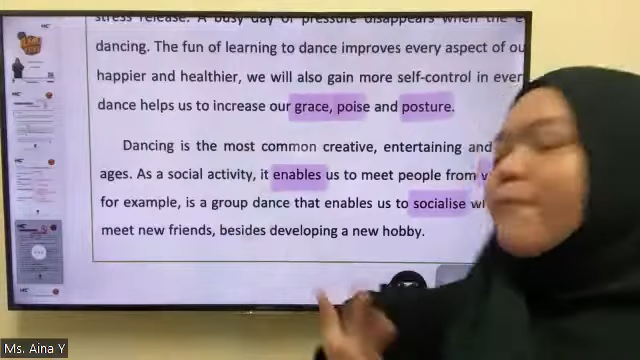 stress release. A busy day of pressure disappears when the
dancing. The fun of learning to dance improves every aspect of ou
happier and healthier, we will also gain more self-control in ever
dance helps us to increase our grace, poise and posture.
Dancing is the most common creative, entertaining and
ages. As a social activity, it enables us to meet people from v
for example, is a group dance that enables us to socialise wi
meet new friends, besides developing a new hobby.
Ms. Aina Y